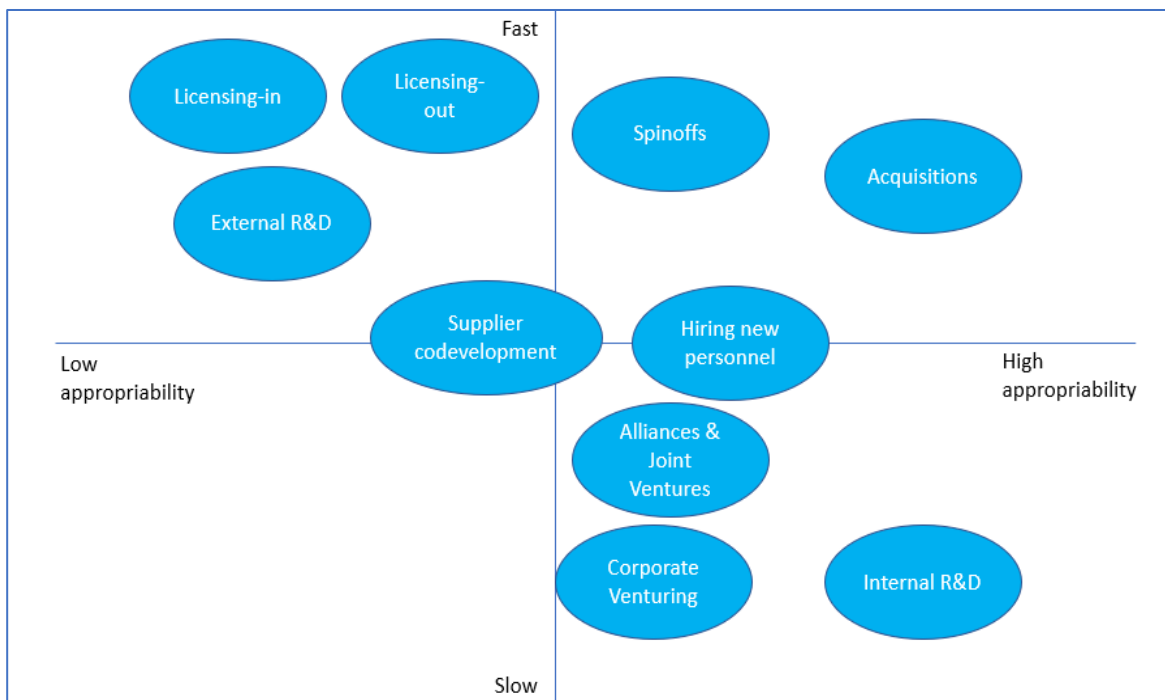 Fast
Licensing-in
Licensing-
out
Spinoffs
Acquisitions
External R&D
Supplier
codevelopment
Hiring new
personnel
Low
appropriability
High
appropriability
Alliances &
Joint
Ventures
Corporate
Venturing
Internal R&D
Slow